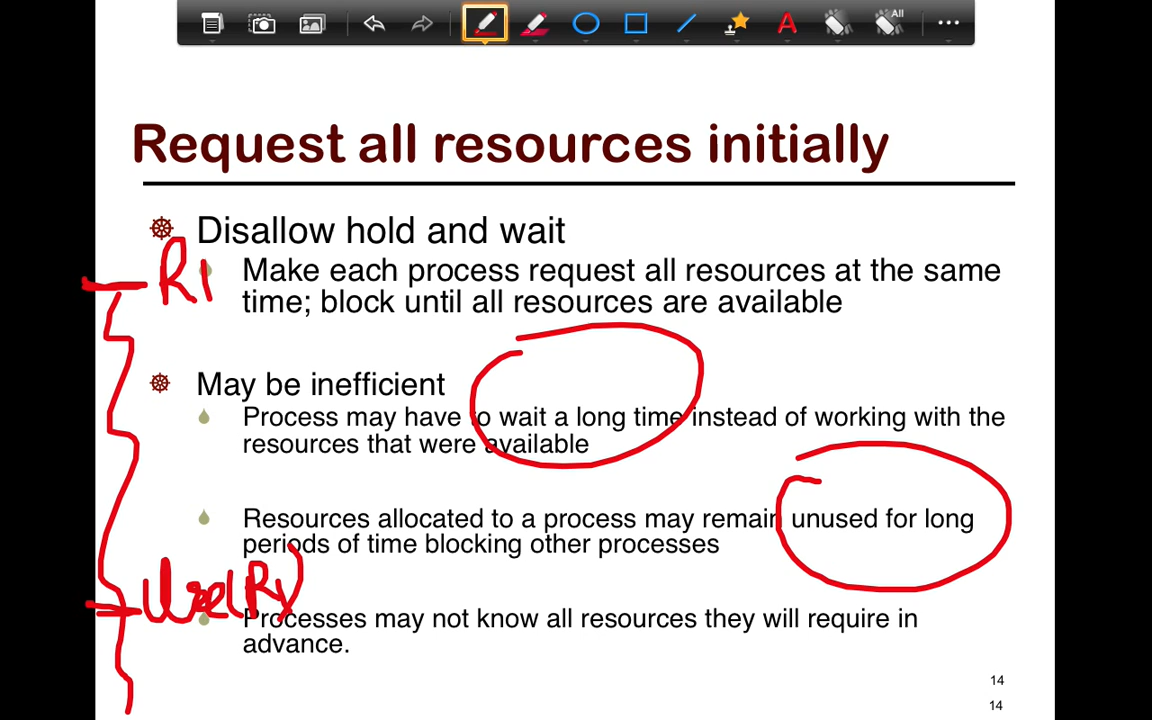 All
A
Request all resources initially
Disallow hold and wait
R1
Make each process request all resources at the same
time; block until all resources are available
May be inefficient
Process may have to wait a long time instead of working with the
resources that were available
Resources allocated to a process may remain unused for long
periods of time blocking other processes
Processes may not know all resources they will require in
advance.
14
14